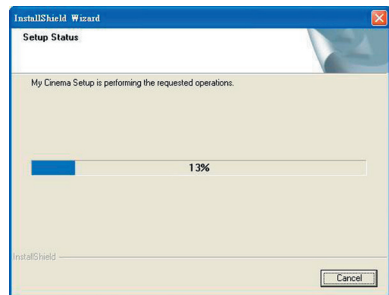 InstallShield Wizard
Setup Status
My Cinema Setup is performing the requested operations.
13%
InstallShield
Cancel